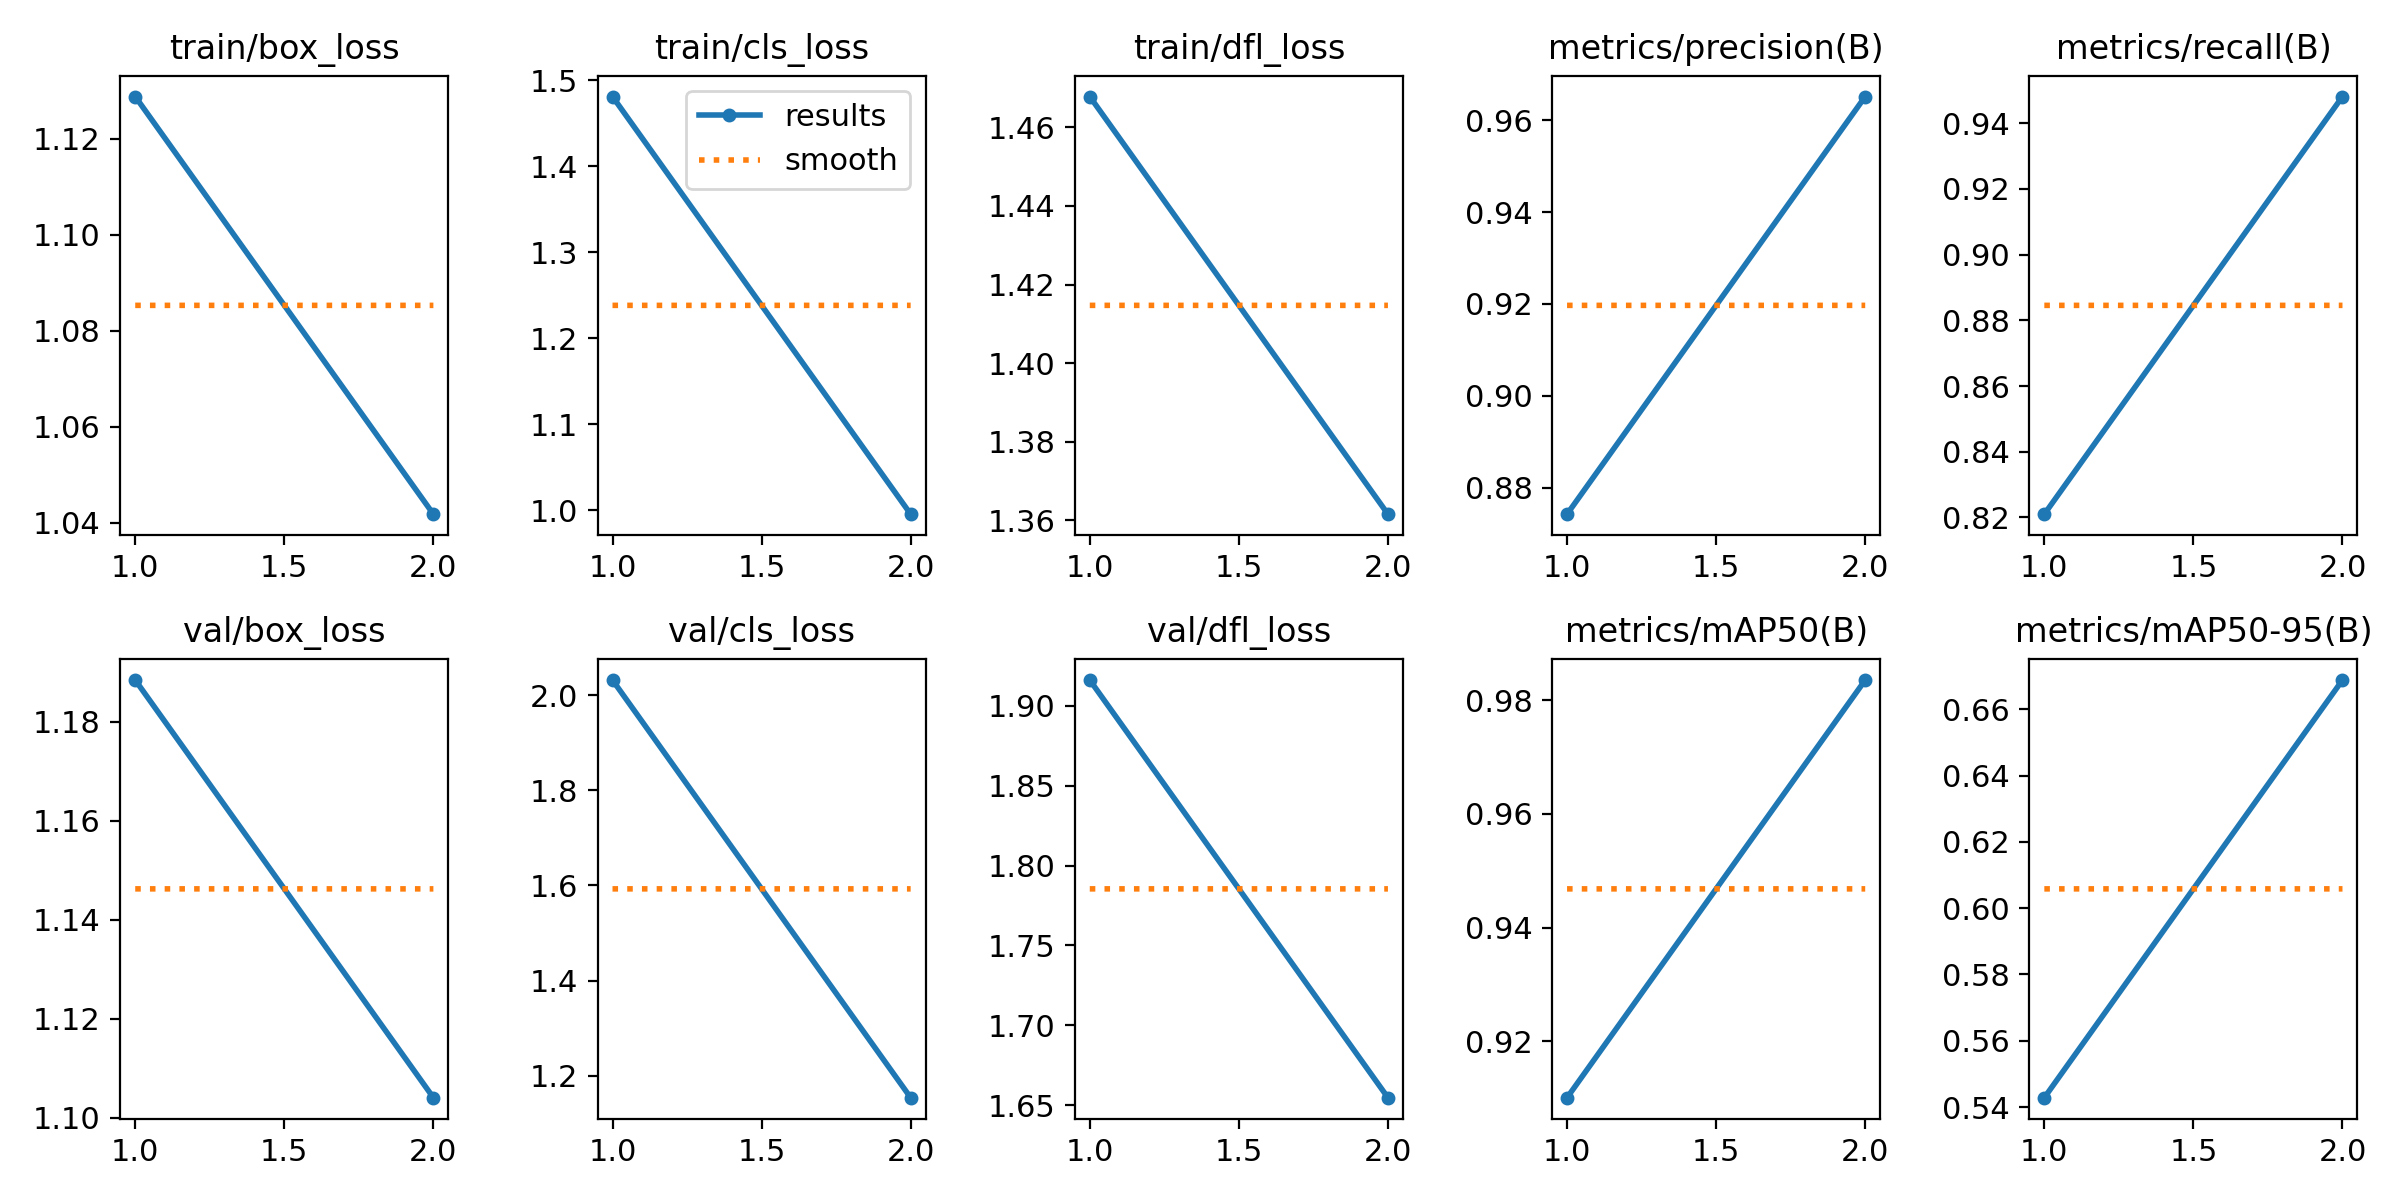 train/box_loss
1.12
1.10
1.08
1.06
1.04
1.0 1.5 2.0
train/cls_loss
results
smooth
1.5
1.4
1.3
1.2
1.1
1.0
1.0 1.5 2.0
train/dfl_loss
1.46
1.44
1.42
1.40
1.38
1.36
1.0 1.5 2.0
metrics/precision(B)
0.96
0.94
0.92
0.90
0.88
1.0 1.5 2.0
metrics/recall(B)
0.94
0.92
0.90
0.88
0.86
0.84
0.82
1.0 1.5 2.0
val/box_loss
1.18
1.16
1.14
1.12
1.10
1.0 1.5 2.0
val/cls_loss
2.0
1.8
1.6
1.4
1.2
1.0 1.5 2.0
val/dfl_loss
1.90
1.85
1.80
1.75
1.70
1.65
1.0 1.5 2.0
metrics/mAP50(B)
0.98
0.96
0.94
0.92
1.0 1.5 2.0
metrics/mAP50-95(B)
0.66
0.64
0.62
0.60
0.58
0.56
0.54
1.0 1.5 2.0